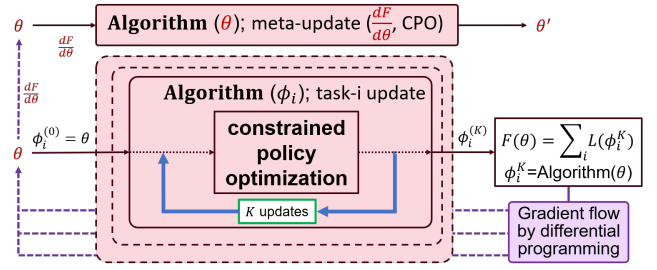 θ
dF/dθ
Algorithm (θ); meta-update (dF/dθ, CPO)
θ′
dF/dθ
Algorithm (ϕᵢ); task-i update
θ
ϕᵢ⁽⁰⁾ = θ
constrained
policy
optimization
K updates
ϕᵢ⁽ᴷ⁾
F(θ) = ∑ᵢ L(ϕᵢᴷ)
ϕᵢᴷ=Algorithm(θ)
Gradient flow
by differential
programming